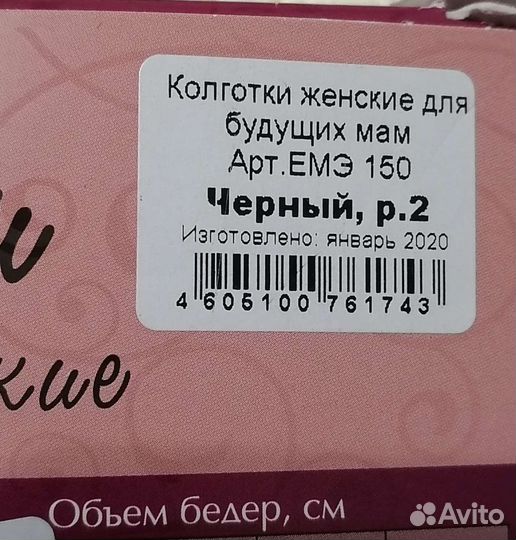 Колготки женские для
будущих мам
Арт.ЕМЭ 150
Черный, р.2
Изготовлено: январь 2020
4 605100 761743
кие
Объем бедер, см
Avito